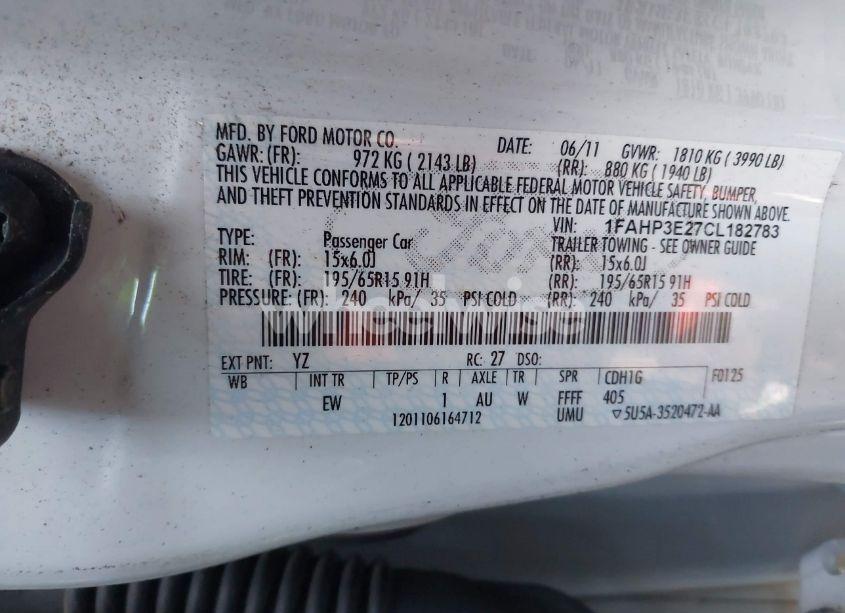 MFD. BY FORD MOTOR CO. DATE: 06/11 GVWR: 1810 KG ( 3990 LB)
GAWR: (FR): 972 KG ( 2143 LB) (RR): 880 KG ( 1940 LB)
THIS VEHICLE CONFORMS TO ALL APPLICABLE FEDERAL MOTOR VEHICLE SAFETY, BUMPER,
AND THEFT PREVENTION STANDARDS IN EFFECT ON THE DATE OF MANUFACTURE SHOWN ABOVE.
VIN: 1FAHP3E27CL182783
TYPE: Passenger Car TRAILER TOWING - SEE OWNER GUIDE
RIM: (FR): 15x6.0J (RR): 15x6.0J
TIRE: (FR): 195/65R15 91H (RR): 195/65R15 91H
PRESSURE: (FR): 240 kPa/ 35 PSI COLD (RR): 240 kPa/ 35 PSI COLD
wheelwise
EXT PNT: YZ RC: 27 DSO:
WB INT TR TP/PS R AXLE TR SPR CDH1G F0125
EW 1 AU W FFFF 405
1201106164712 UMU ▽5U5A-3520472-AA